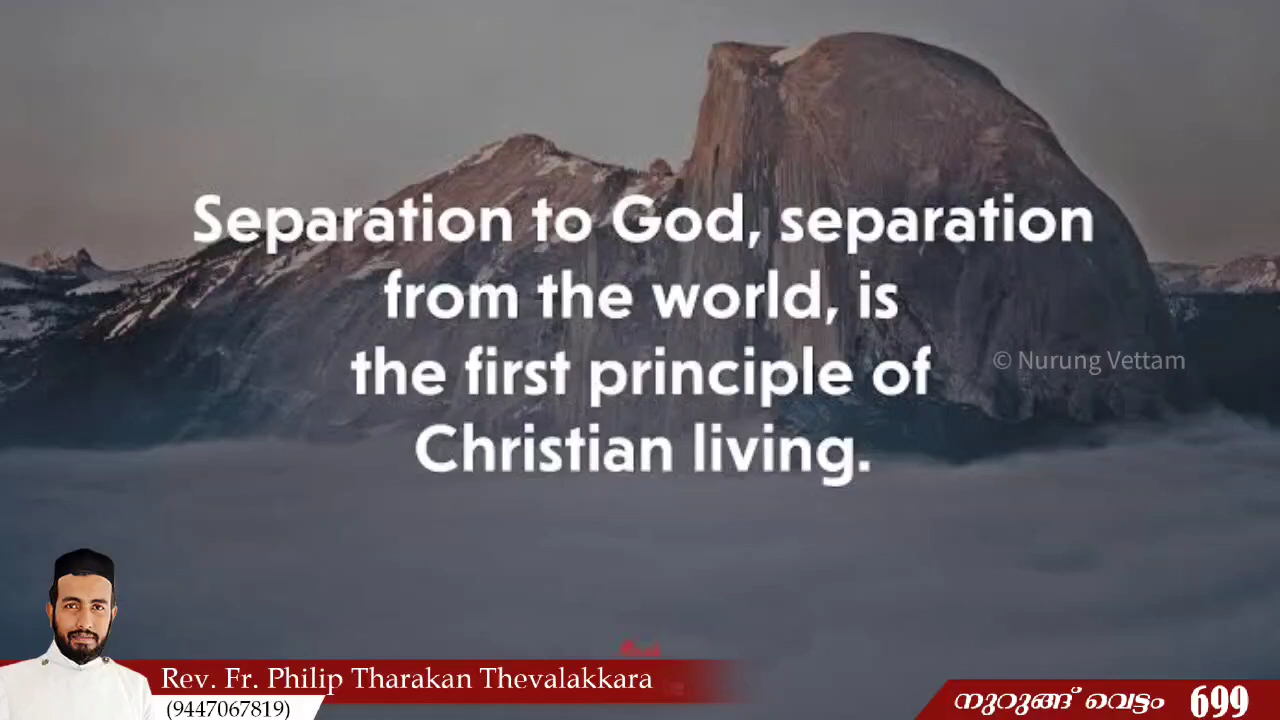 Separation to God, separation
from the world, is
the first principle of
Christian living.
© Nurung Vettam
Rev. Fr. Philip Tharakan Thevalakkara
(9447067819)
നുറുങ്ങ് വെട്ടം 699